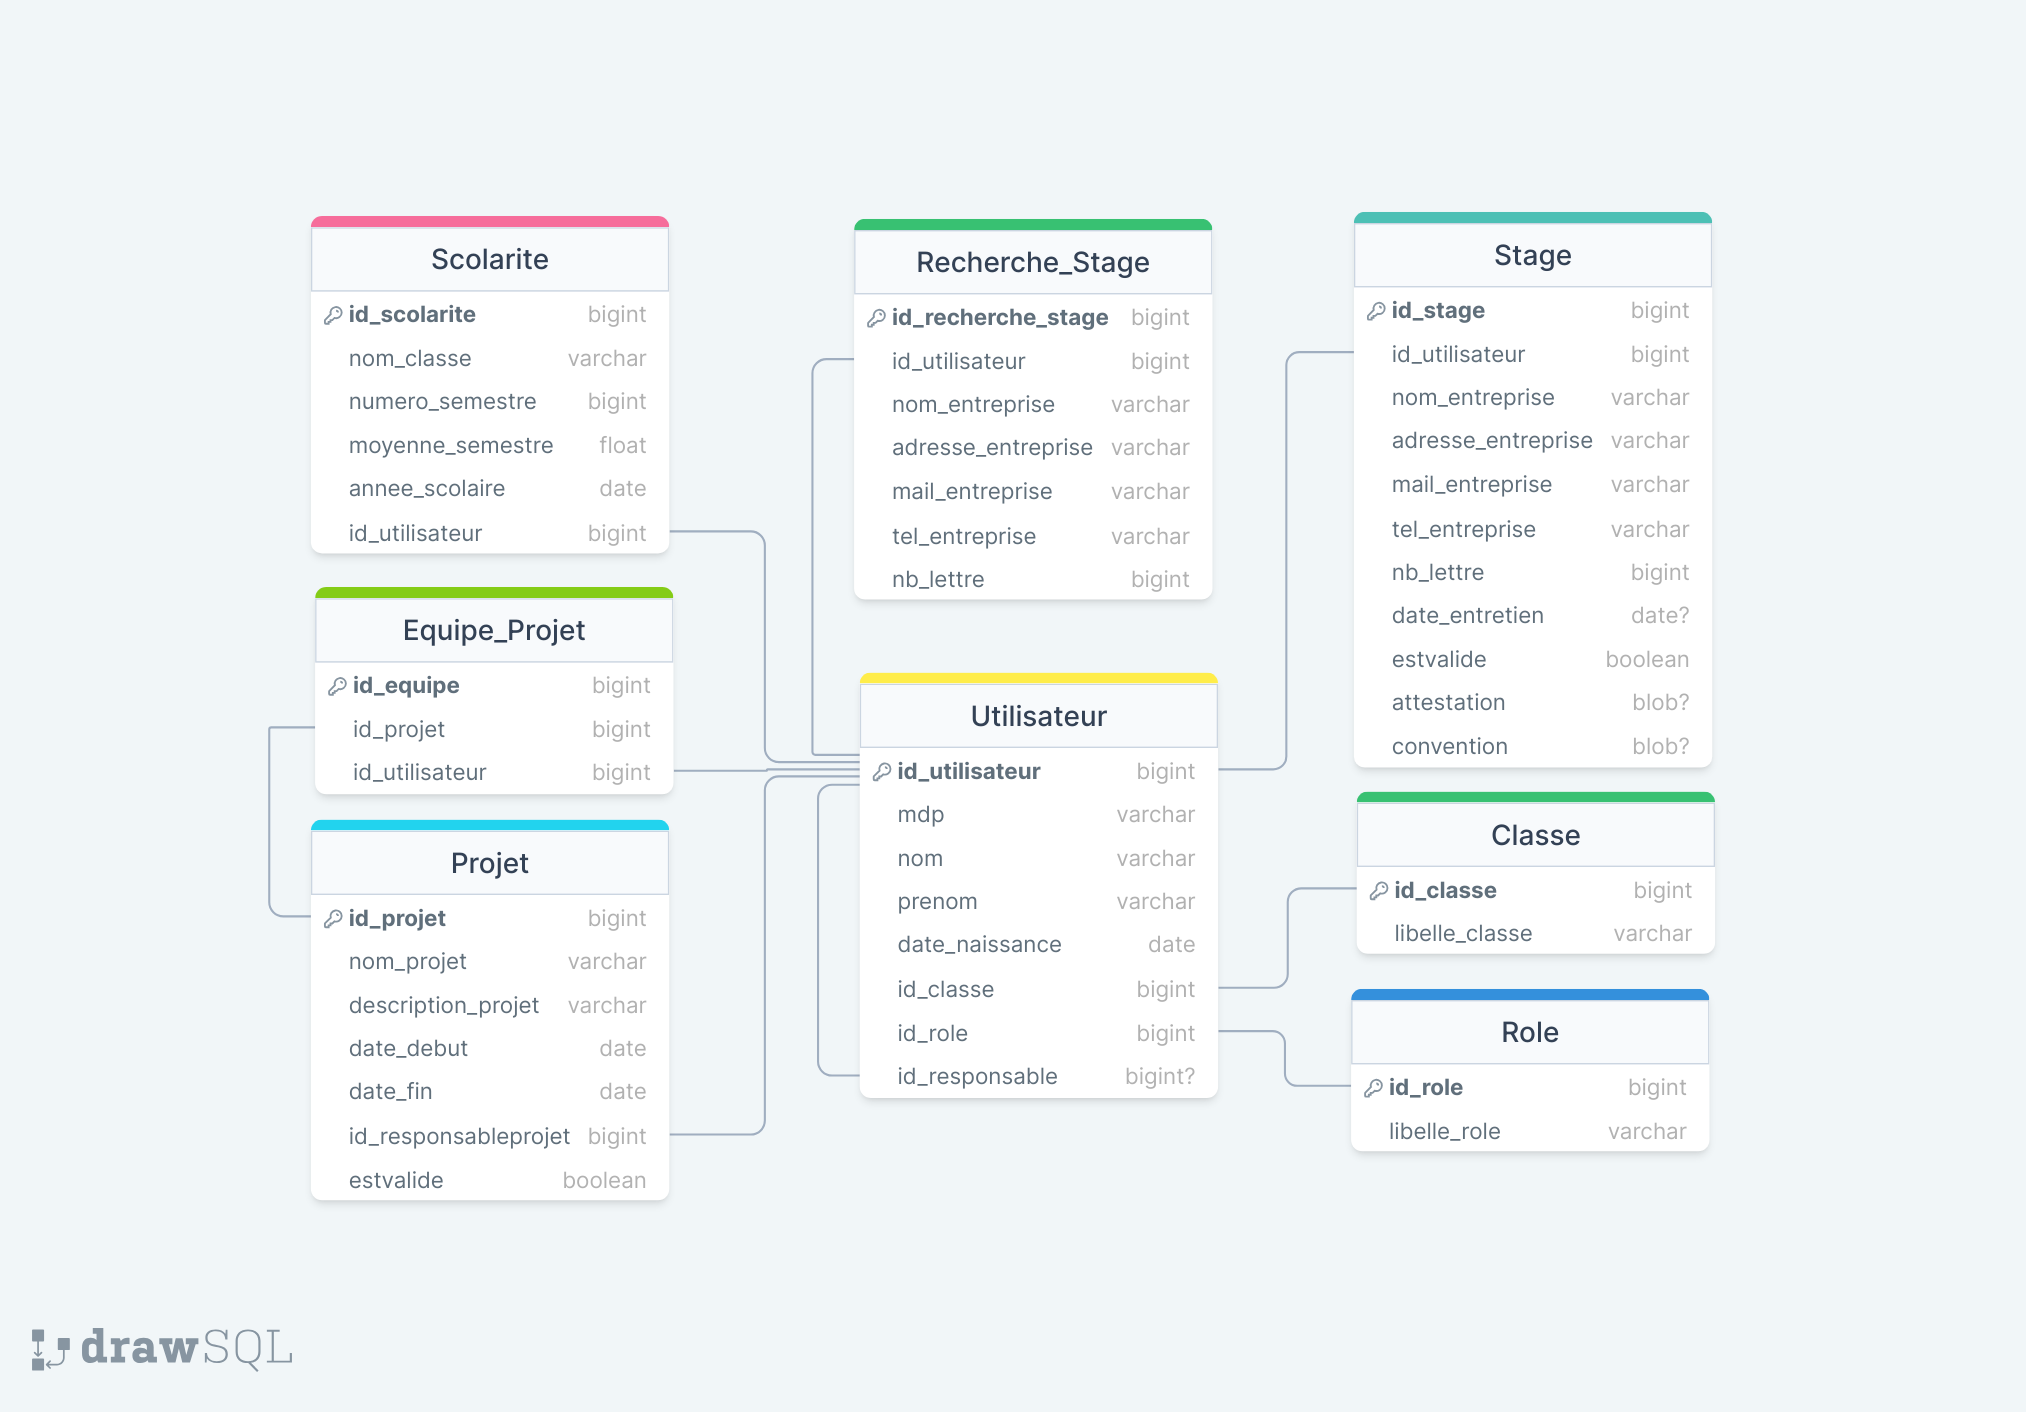 Scolarite
id_scolarite bigint
nom_classe varchar
numero_semestre bigint
moyenne_semestre float
annee_scolaire date
id_utilisateur bigint
Recherche_Stage
id_recherche_stage bigint
id_utilisateur bigint
nom_entreprise varchar
adresse_entreprise varchar
mail_entreprise varchar
tel_entreprise varchar
nb_lettre bigint
Stage
id_stage bigint
id_utilisateur bigint
nom_entreprise varchar
adresse_entreprise varchar
mail_entreprise varchar
tel_entreprise varchar
nb_lettre bigint
date_entretien date?
estvalide boolean
attestation blob?
convention blob?
Equipe_Projet
id_equipe bigint
id_projet bigint
id_utilisateur bigint
Utilisateur
id_utilisateur bigint
mdp varchar
nom varchar
prenom varchar
date_naissance date
id_classe bigint
id_role bigint
id_responsable bigint?
Classe
id_classe bigint
libelle_classe varchar
Projet
id_projet bigint
nom_projet varchar
description_projet varchar
date_debut date
date_fin date
id_responsableprojet bigint
estvalide boolean
Role
id_role bigint
libelle_role varchar
drawSQL